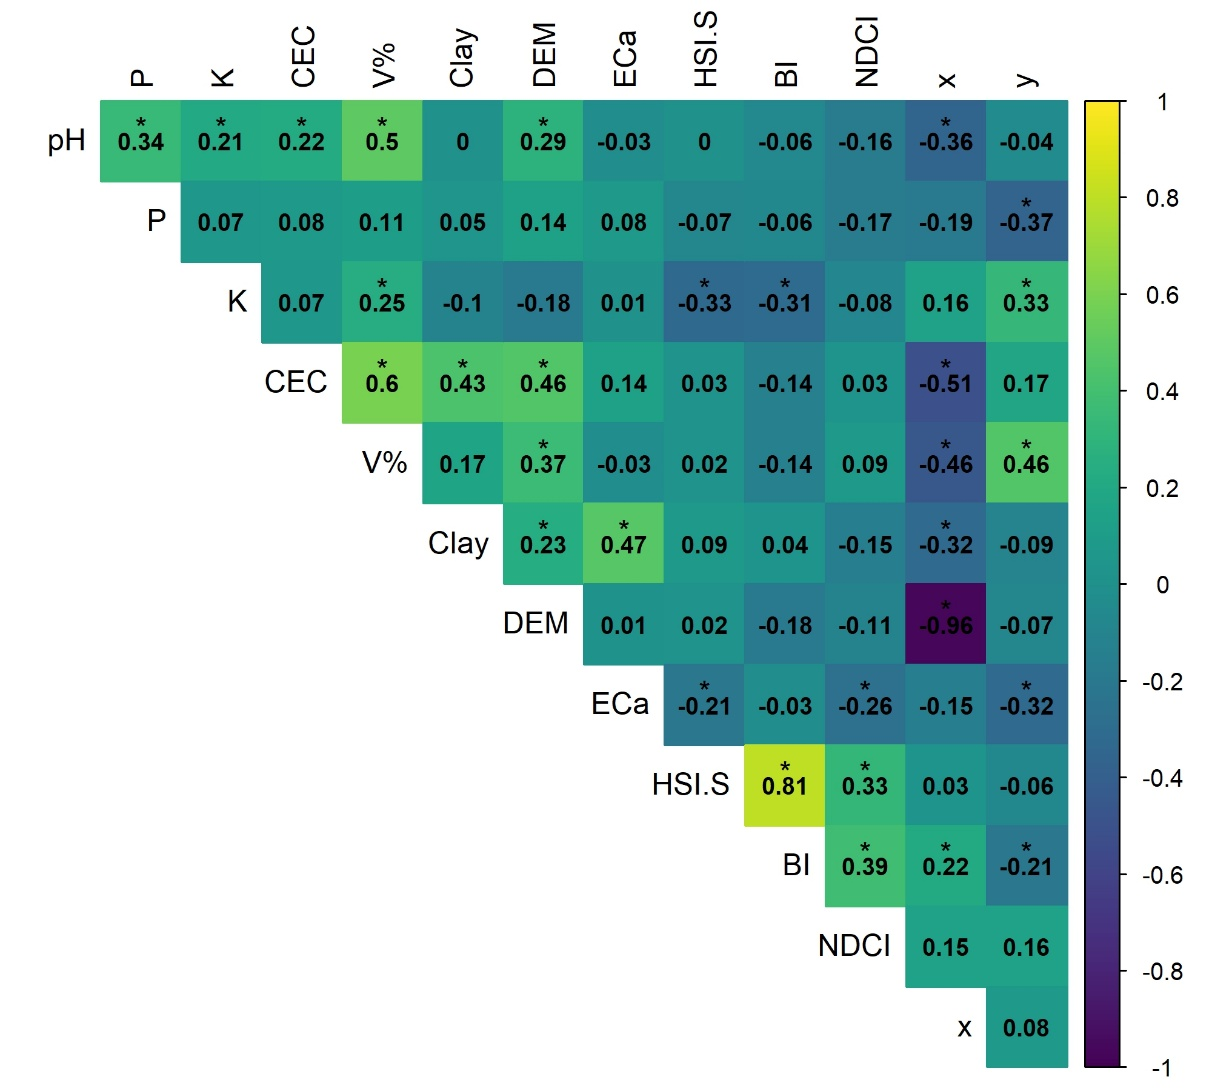 P K CEC V% Clay DEM ECa HSI.S BI NDCI x y
* * * * * *
pH 0.34 0.21 0.22 0.5 0 0.29 -0.03 0 -0.06 -0.16 -0.36 -0.04
*
P 0.07 0.08 0.11 0.05 0.14 0.08 -0.07 -0.06 -0.17 -0.19 -0.37
* * * *
K 0.07 0.25 -0.1 -0.18 0.01 -0.33 -0.31 -0.08 0.16 0.33
* * * *
CEC 0.6 0.43 0.46 0.14 0.03 -0.14 0.03 -0.51 0.17
* * *
V% 0.17 0.37 -0.03 0.02 -0.14 0.09 -0.46 0.46
* * *
Clay 0.23 0.47 0.09 0.04 -0.15 -0.32 -0.09
*
DEM 0.01 0.02 -0.18 -0.11 -0.96 -0.07
* * *
ECa -0.21 -0.03 -0.26 -0.15 -0.32
* *
HSI.S 0.81 0.33 0.03 -0.06
* * *
BI 0.39 0.22 -0.21
NDCI 0.15 0.16
x 0.08
1
0.8
0.6
0.4
0.2
0
-0.2
-0.4
-0.6
-0.8
-1